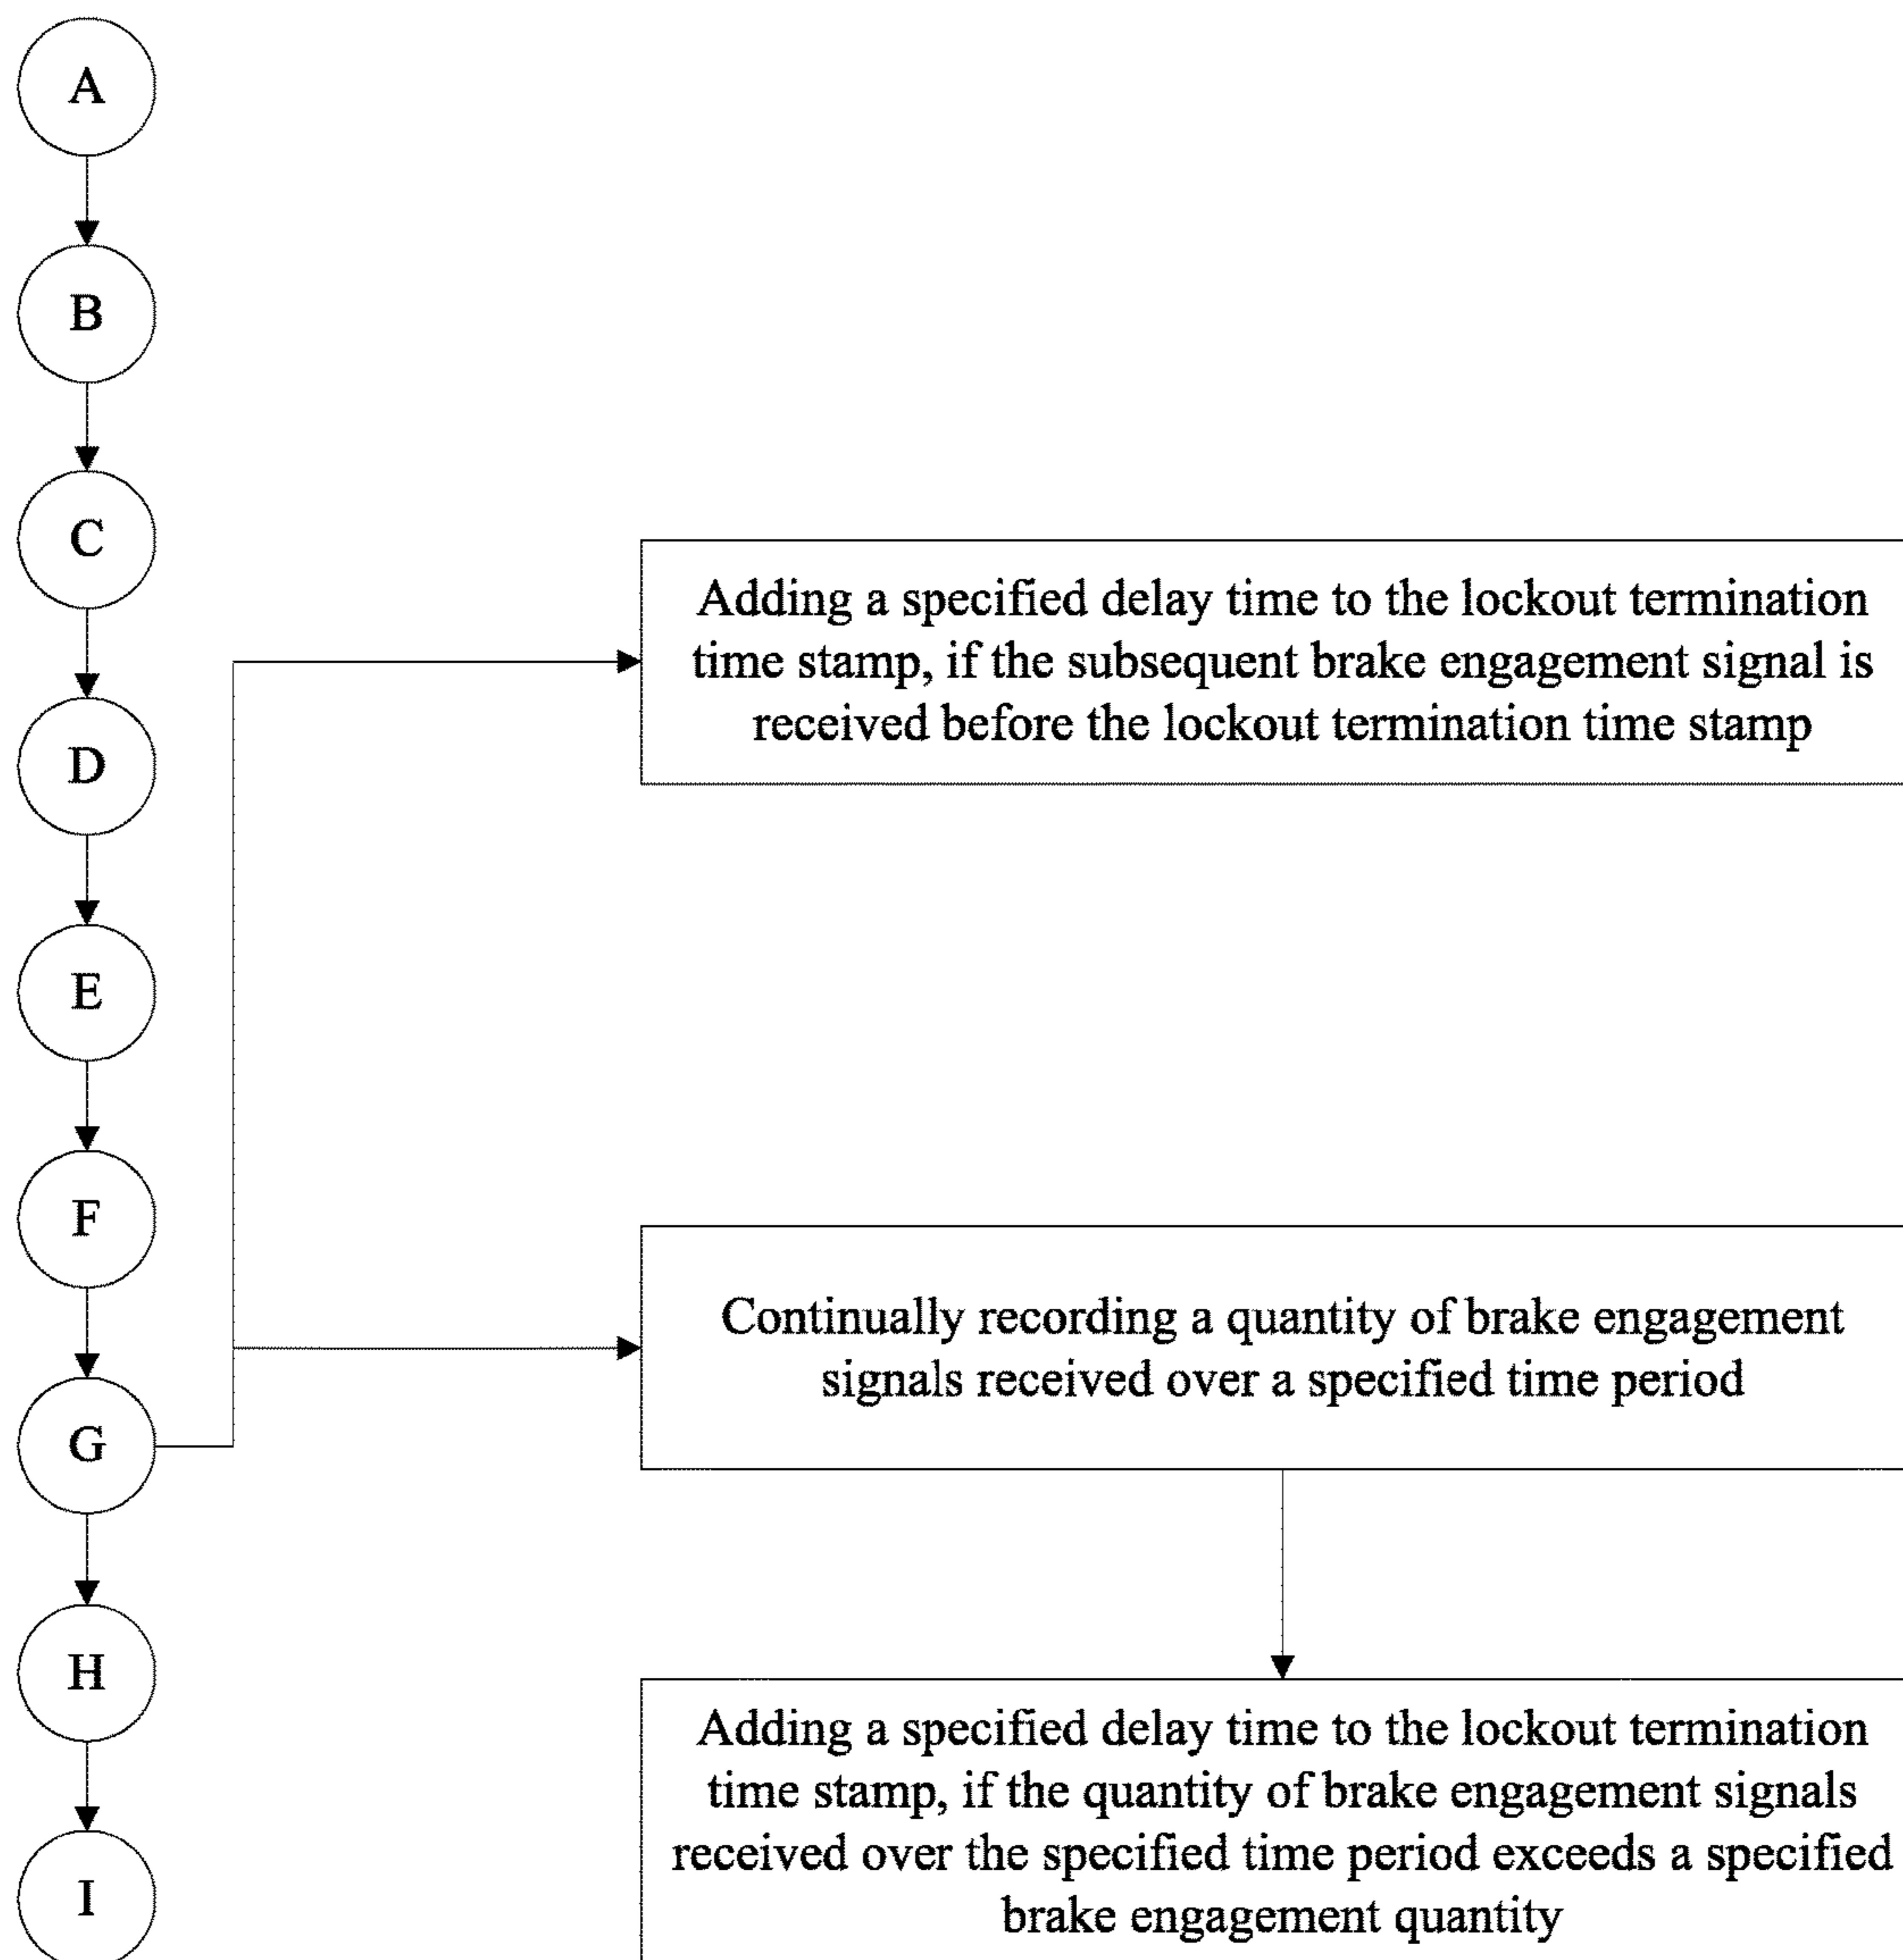 A
B
C
D
E
F
G
H
I
Adding a specified delay time to the lockout termination
time stamp, if the subsequent brake engagement signal is
received before the lockout termination time stamp
Continually recording a quantity of brake engagement
signals received over a specified time period
Adding a specified delay time to the lockout termination
time stamp, if the quantity of brake engagement signals
received over the specified time period exceeds a specified
brake engagement quantity